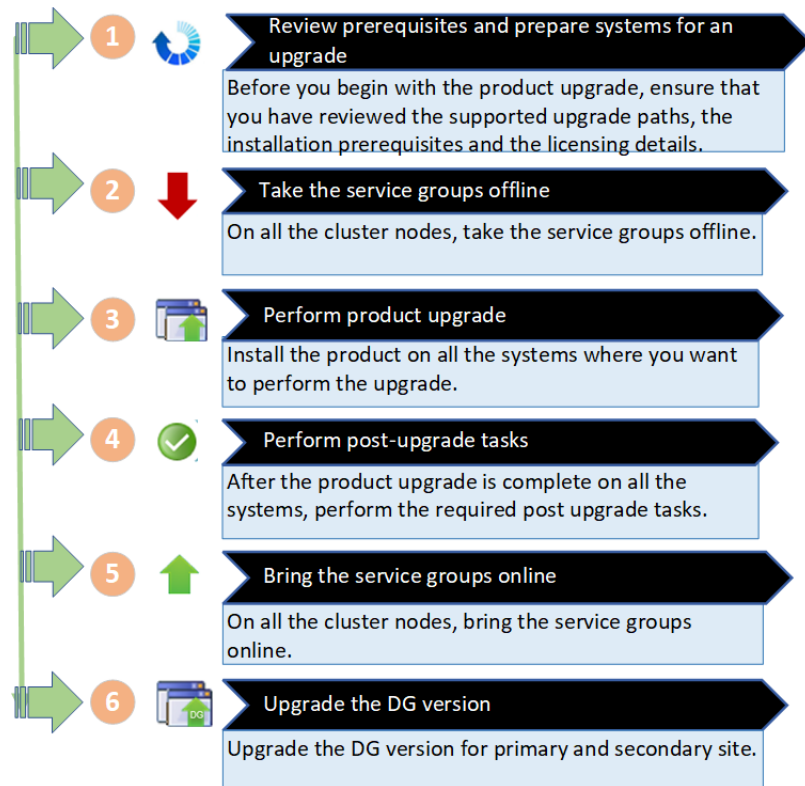 1
Review prerequisites and prepare systems for an
upgrade
Before you begin with the product upgrade, ensure that
you have reviewed the supported upgrade paths, the
installation prerequisites and the licensing details.
2
Take the service groups offline
On all the cluster nodes, take the service groups offline.
3
Perform product upgrade
Install the product on all the systems where you want
to perform the upgrade.
4
Perform post-upgrade tasks
After the product upgrade is complete on all the
systems, perform the required post upgrade tasks.
5
Bring the service groups online
On all the cluster nodes, bring the service groups
online.
6
DG
Upgrade the DG version
Upgrade the DG version for primary and secondary site.